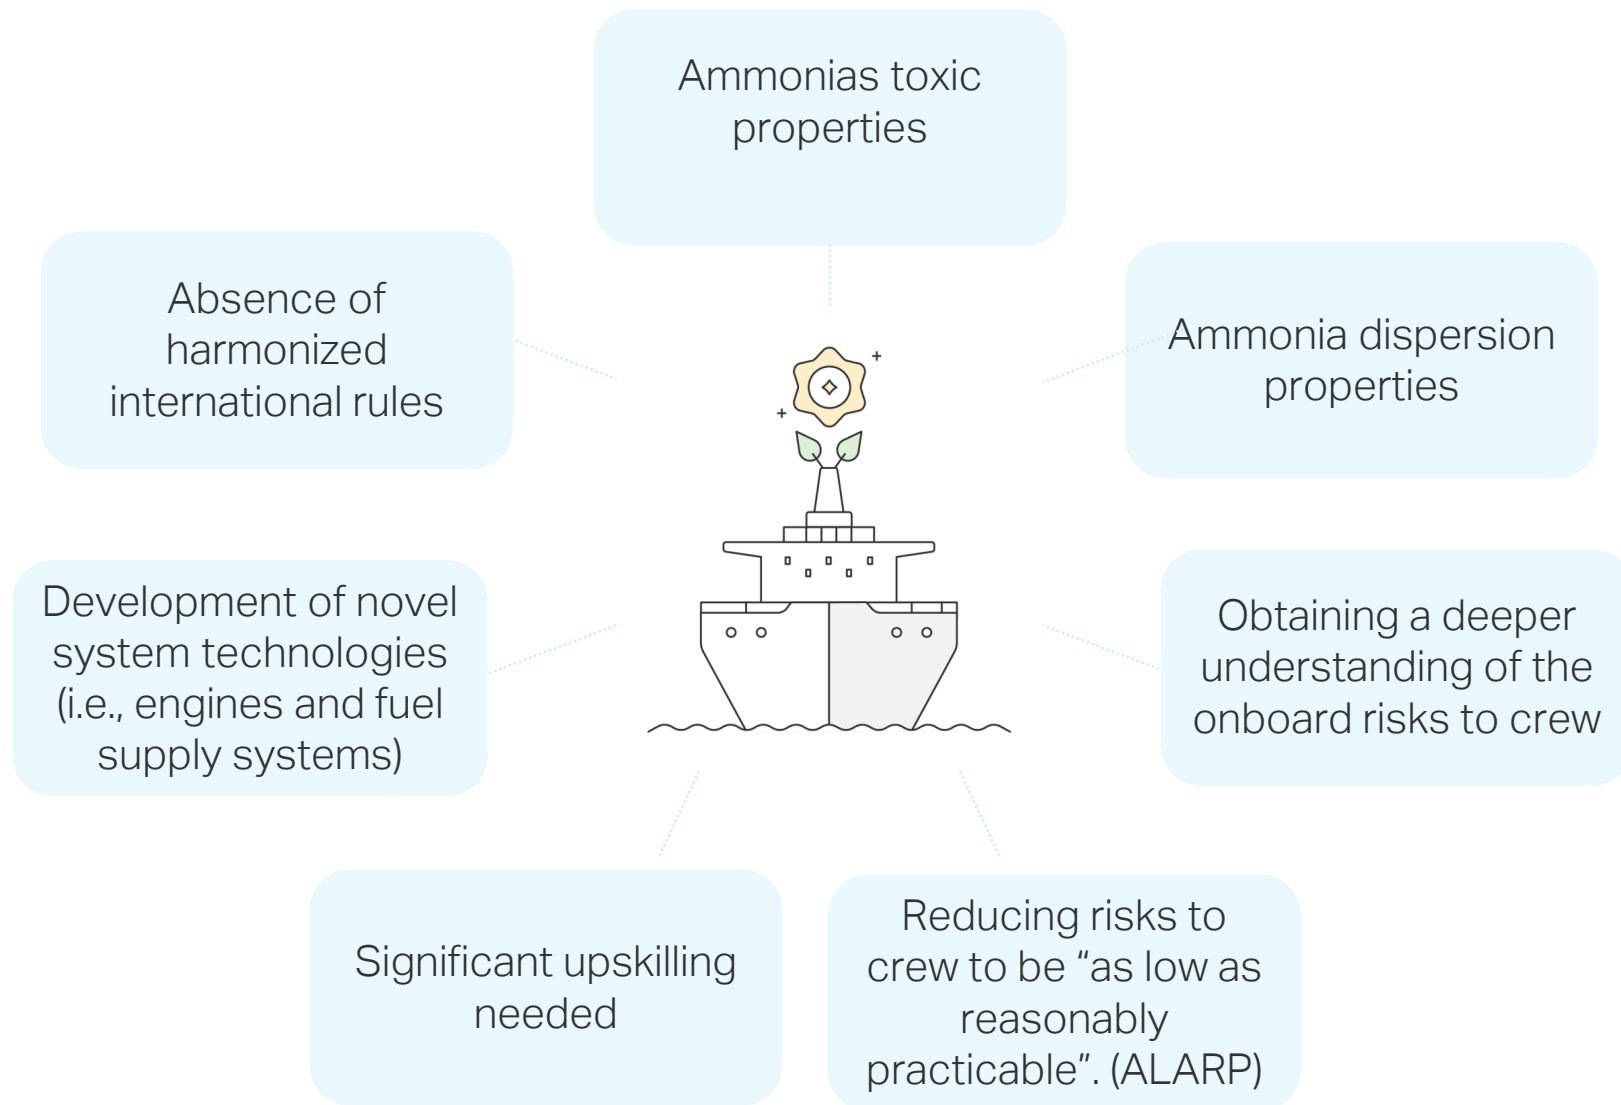 Ammonias toxic
properties
Absence of
harmonized
international rules
Ammonia dispersion
properties
Development of novel
system technologies
(i.e., engines and fuel
supply systems)
Obtaining a deeper
understanding of the
onboard risks to crew
Significant upskilling
needed
Reducing risks to
crew to be “as low as
reasonably
practicable”. (ALARP)